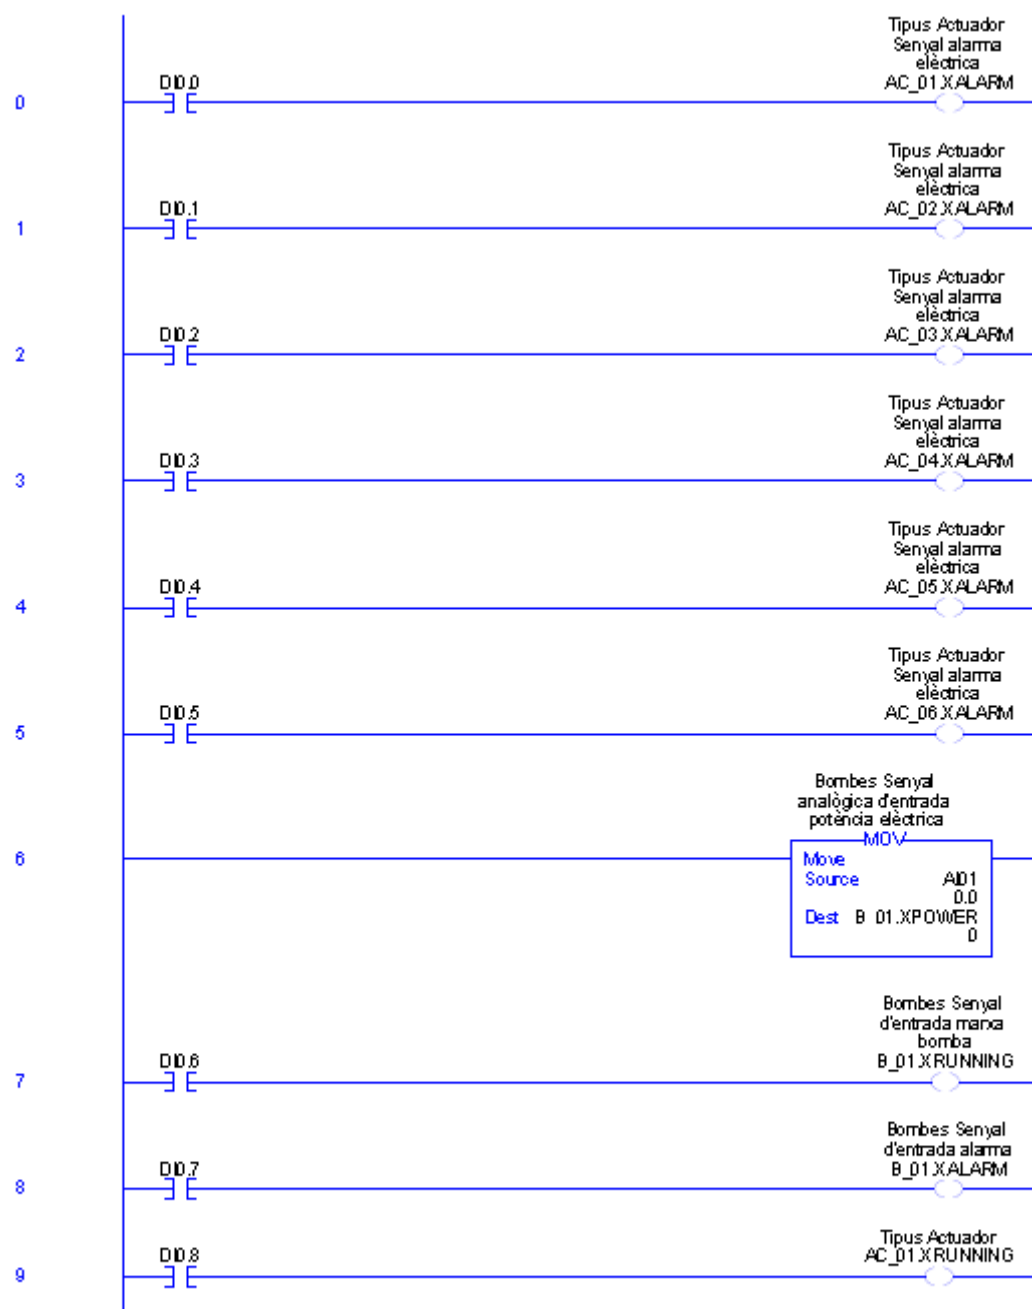 Tipus Actuador
Senyal alarma
elèctrica
AC_01.XALARM
DI0.0
0
Tipus Actuador
Senyal alarma
elèctrica
AC_02.XALARM
DI0.1
1
Tipus Actuador
Senyal alarma
elèctrica
AC_03.XALARM
DI0.2
2
Tipus Actuador
Senyal alarma
elèctrica
AC_04.XALARM
DI0.3
3
Tipus Actuador
Senyal alarma
elèctrica
AC_05.XALARM
DI0.4
4
Tipus Actuador
Senyal alarma
elèctrica
AC_06.XALARM
DI0.5
5
Bombes Senyal
analògica d'entrada
potència elèctrica
MOV
6
Move
Source AI01
0.0
Dest B_01.XPOWER
0
Bombes Senyal
d'entrada marxa
bomba
B_01.XRUNNING
DI0.6
7
Bombes Senyal
d'entrada alarma
B_01.XALARM
DI0.7
8
Tipus Actuador
AC_01.XRUNNING
DI0.8
9